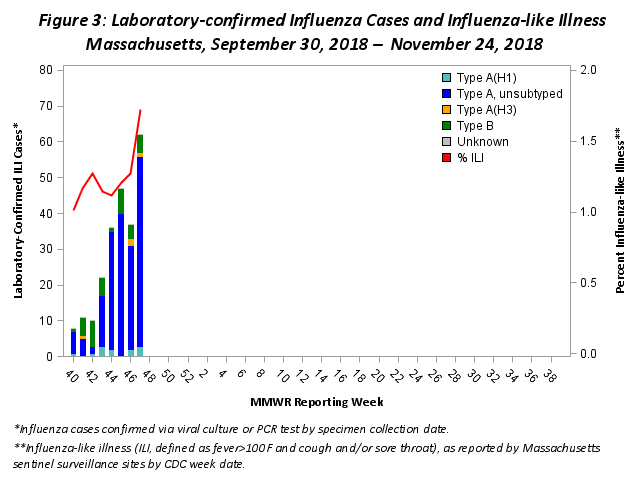 Figure 3: Laboratory-confirmed Influenza Cases and Influenza-like Illness
Massachusetts, September 30, 2018 – November 24, 2018
80
70
60
50
40
30
20
10
0
Laboratory-Confirmed ILI Cases*
Type A(H1)
Type A, unsubtyped
Type A(H3)
Type B
Unknown
% ILI
2.0
1.5
1.0
0.5
0.0
Percent Influenza-like Illness**
40 42 44 46 48 50 52 2 4 6 8 10 12 14 16 18 20 22 24 26 28 30 32 34 36 38
MMWR Reporting Week
*Influenza cases confirmed via viral culture or PCR test by specimen collection date.
**Influenza-like illness (ILI, defined as fever>100 F and cough and/or sore throat), as reported by Massachusetts
sentinel surveillance sites by CDC week date.